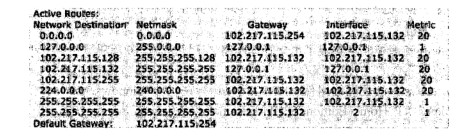 Active Routes:
Network Destination Netmask Gateway Interface Metric
0.0.0.0 0.0.0.0 102.217.115.254 102.217.115.132 20
127.0.0.0 255.0.0.0 127.0.0.1 127.0.0.1 1
102.217.115.128 255.255.255.128 102.217.115.132 102.217.115.132 20
102.217.115.132 255.255.255.255 127.0.0.1 127.0.0.1 20
102.217.115.255 255.255.255.255 102.217.115.132 102.217.115.132 20
224.0.0.0 240.0.0.0 102.217.115.132 102.217.115.132 20
255.255.255.255 255.255.255.255 102.217.115.132 102.217.115.132 1
255.255.255.255 255.255.255.255 102.217.115.132 2 1
Default Gateway: 102.217.115.254